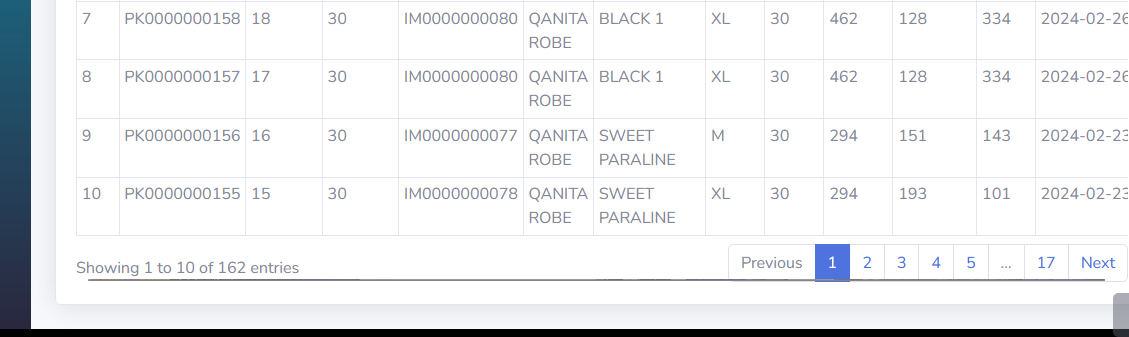 7 PK0000000158 18 30 IM0000000080 QANITA ROBE BLACK 1 XL 30 462 128 334 2024-02-26
8 PK0000000157 17 30 IM0000000080 QANITA ROBE BLACK 1 XL 30 462 128 334 2024-02-26
9 PK0000000156 16 30 IM0000000077 QANITA ROBE SWEET PARALINE M 30 294 151 143 2024-02-23
10 PK0000000155 15 30 IM0000000078 QANITA ROBE SWEET PARALINE XL 30 294 193 101 2024-02-23
Showing 1 to 10 of 162 entries
Previous 1 2 3 4 5 ... 17 Next